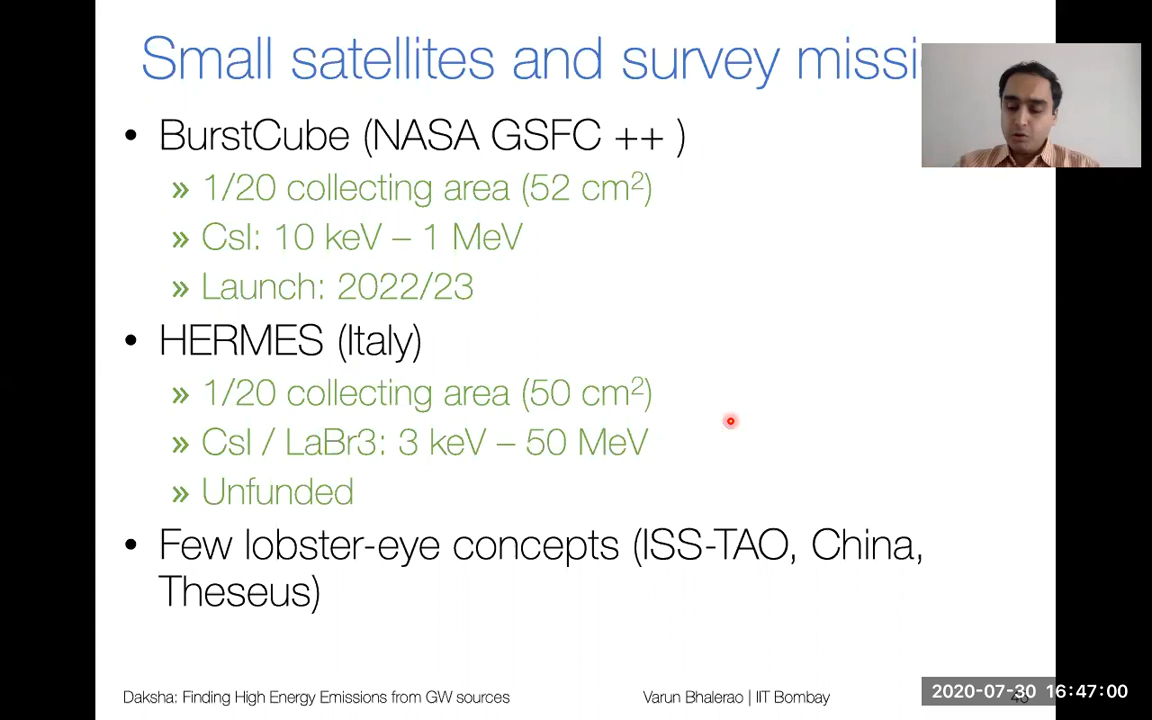 Small satellites and survey missi
• BurstCube (NASA GSFC ++ )
» 1/20 collecting area (52 cm²)
» CsI: 10 keV – 1 MeV
» Launch: 2022/23
• HERMES (Italy)
» 1/20 collecting area (50 cm²)
» CsI / LaBr3: 3 keV – 50 MeV
» Unfunded
• Few lobster-eye concepts (ISS-TAO, China,
Theseus)
Daksha: Finding High Energy Emissions from GW sources
Varun Bhalerao | IIT Bombay
2020-07-30 16:47:00